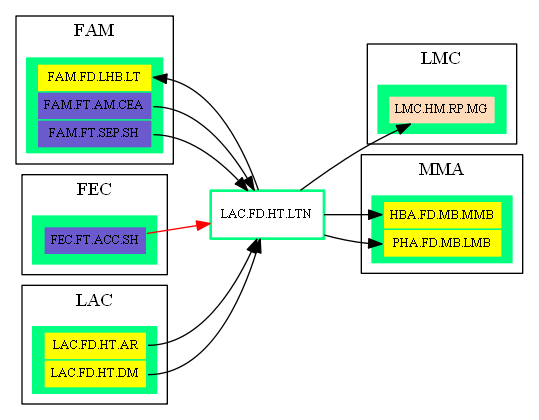 FAM
FAM.FD.LHB.LT
FAM.FT.AM.CEA
FAM.FT.SEP.SH
FEC
FEC.FT.ACC.SH
LAC
LAC.FD.HT.AR
LAC.FD.HT.DM
LAC.FD.HT.LTN
LMC
LMC.HM.RP.MG
MMA
HBA.FD.MB.MMB
PHA.FD.MB.LMB